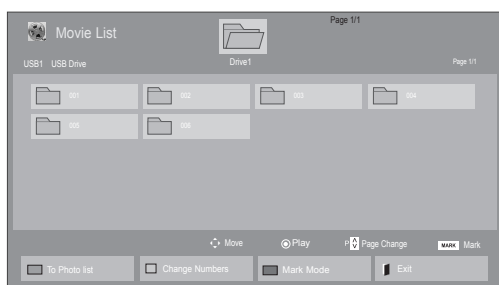 Page 1/1
Movie List
USB1 USB Drive
Drive1
Page 1/1
001 002 003 004
005 006
Move Play P Page Change MARK Mark
To Photo list Change Numbers Mark Mode Exit